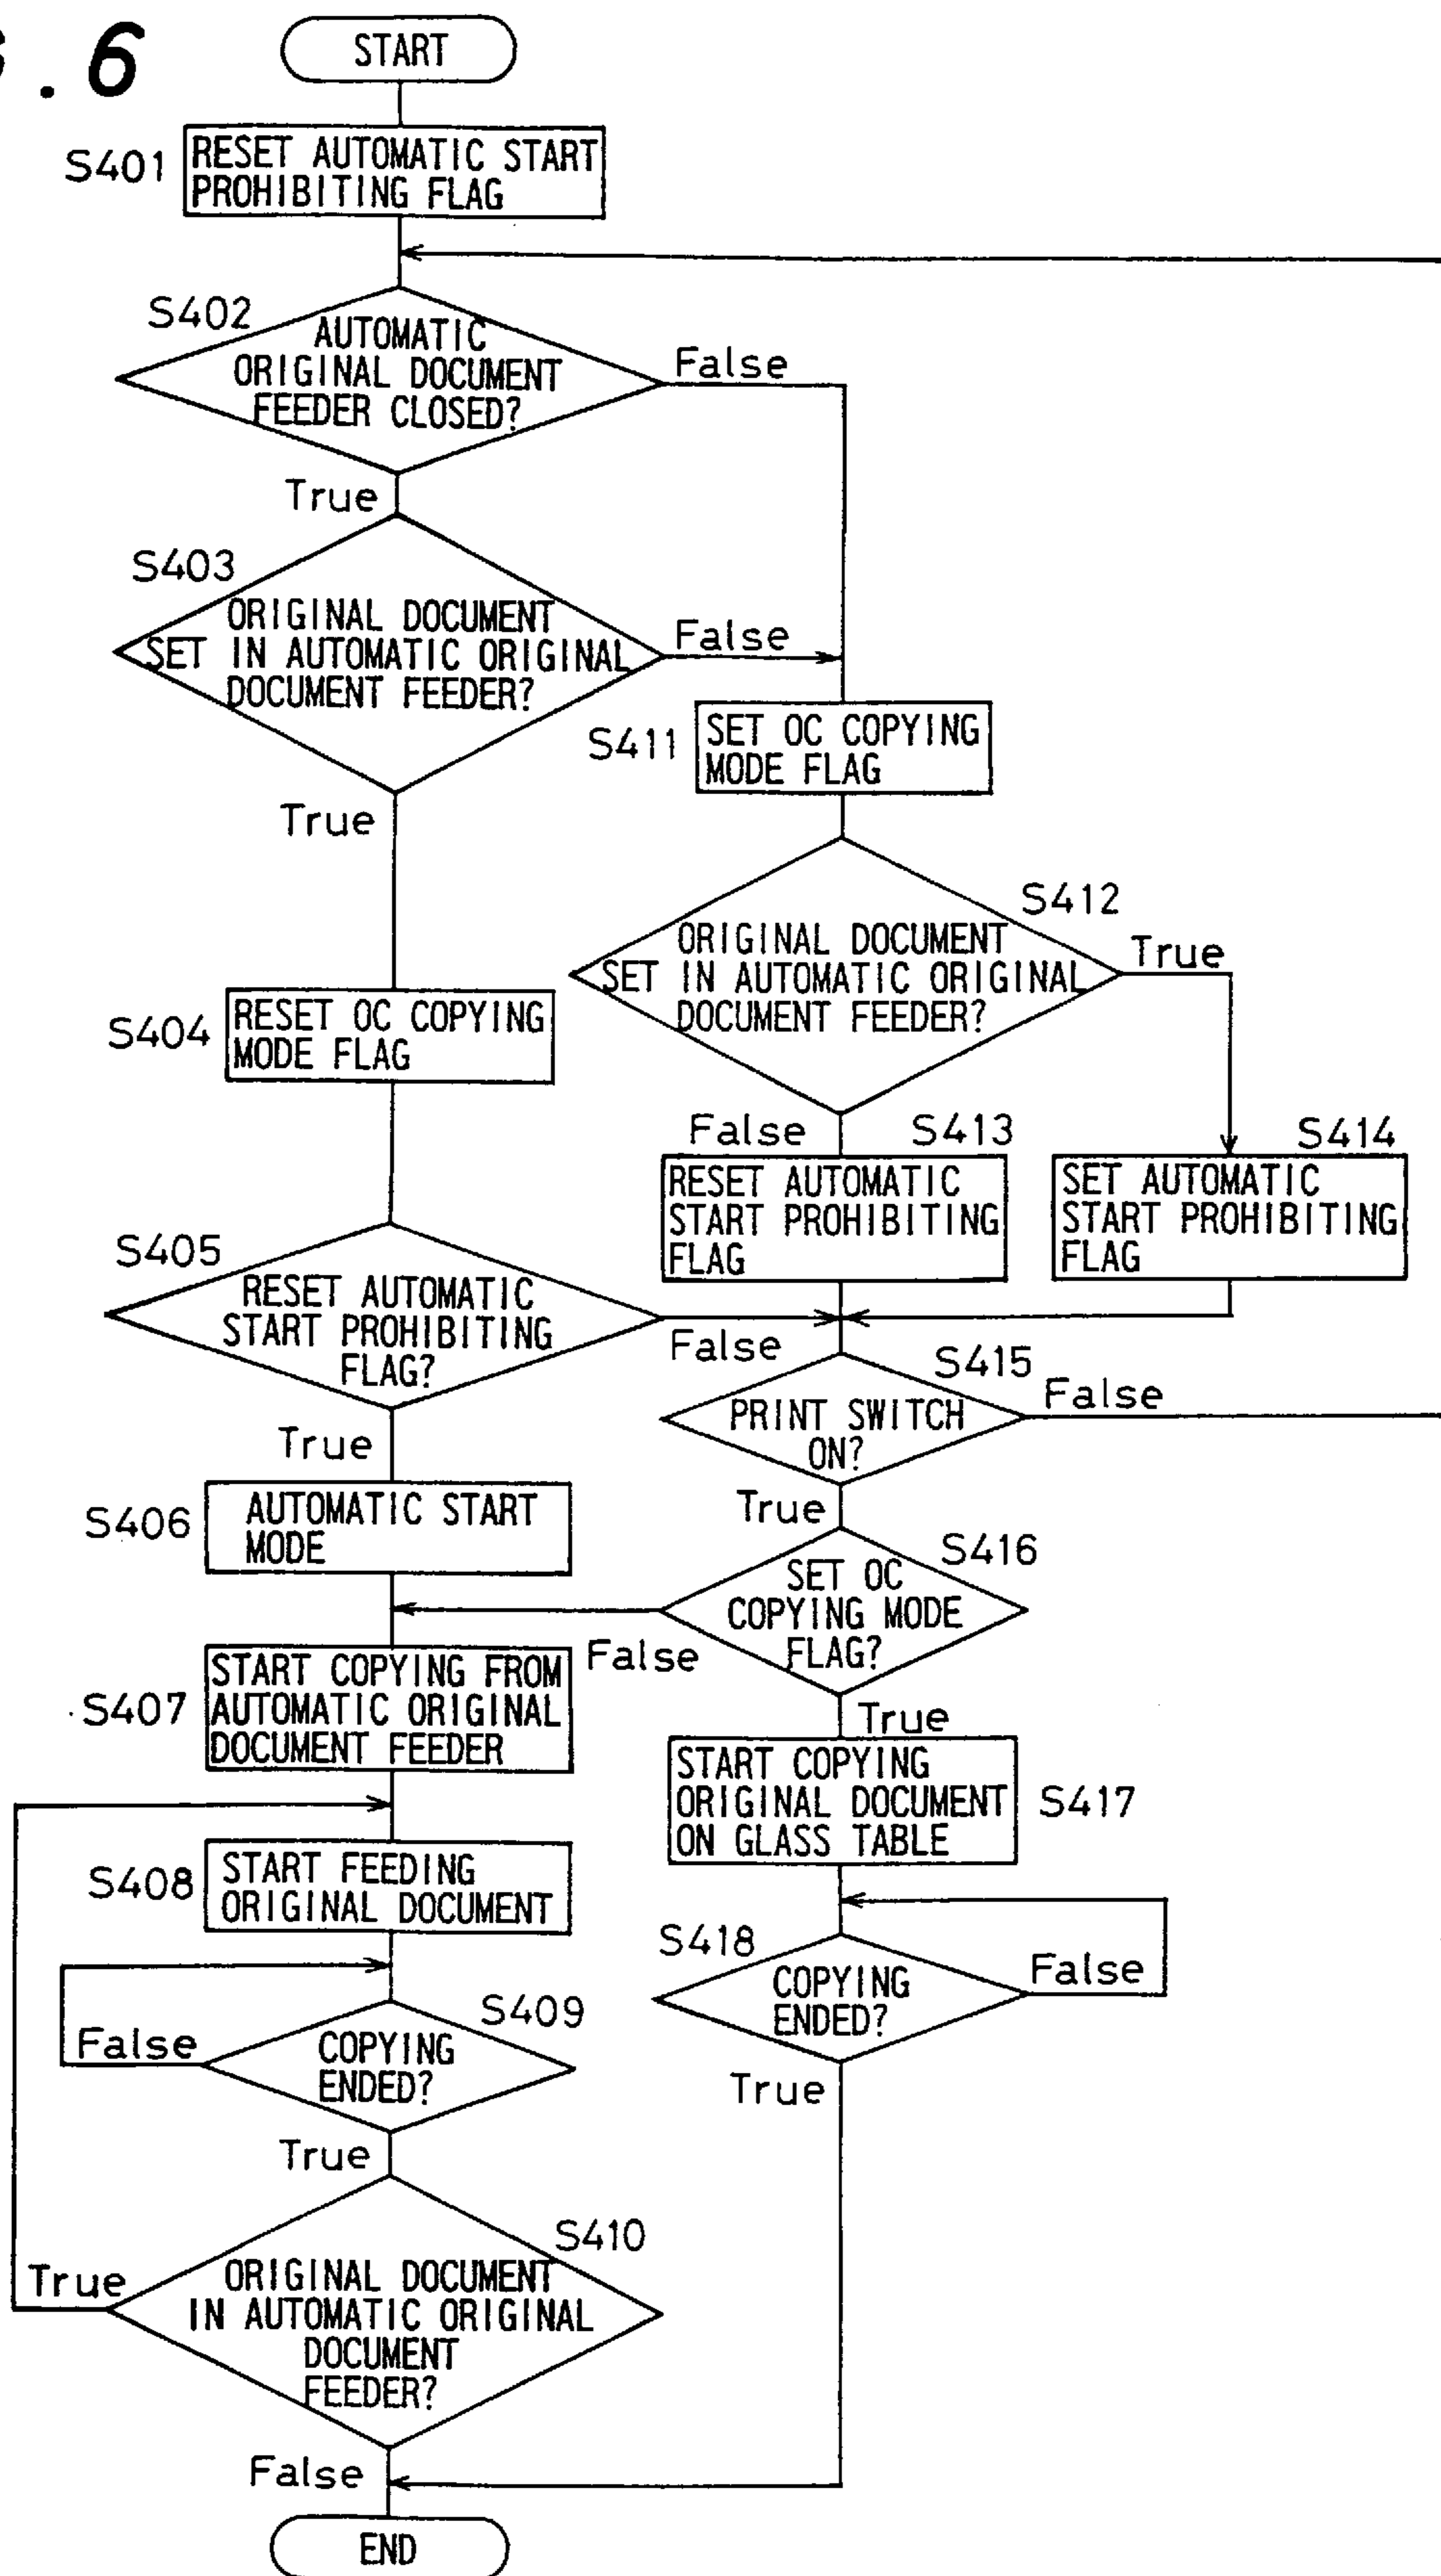 . 6
START
S401
RESET AUTOMATIC START
PROHIBITING FLAG
S402
AUTOMATIC
ORIGINAL DOCUMENT
FEEDER CLOSED?
False
True
S403
ORIGINAL DOCUMENT
SET IN AUTOMATIC ORIGINAL
DOCUMENT FEEDER?
False
True
S411
SET OC COPYING
MODE FLAG
S412
ORIGINAL DOCUMENT
SET IN AUTOMATIC ORIGINAL
DOCUMENT FEEDER?
True
S404
RESET OC COPYING
MODE FLAG
False
S413
RESET AUTOMATIC
START PROHIBITING
FLAG
S414
SET AUTOMATIC
START PROHIBITING
FLAG
S405
RESET AUTOMATIC
START PROHIBITING
FLAG?
False
True
S415
PRINT SWITCH
ON?
False
True
S406
AUTOMATIC START
MODE
S416
SET OC
COPYING MODE
FLAG?
False
True
S407
START COPYING FROM
AUTOMATIC ORIGINAL
DOCUMENT FEEDER
START COPYING
ORIGINAL DOCUMENT
ON GLASS TABLE
S417
S408
START FEEDING
ORIGINAL DOCUMENT
S418
COPYING
ENDED?
False
True
S409
COPYING
ENDED?
False
True
S410
ORIGINAL DOCUMENT
IN AUTOMATIC ORIGINAL
DOCUMENT
FEEDER?
True
False
END